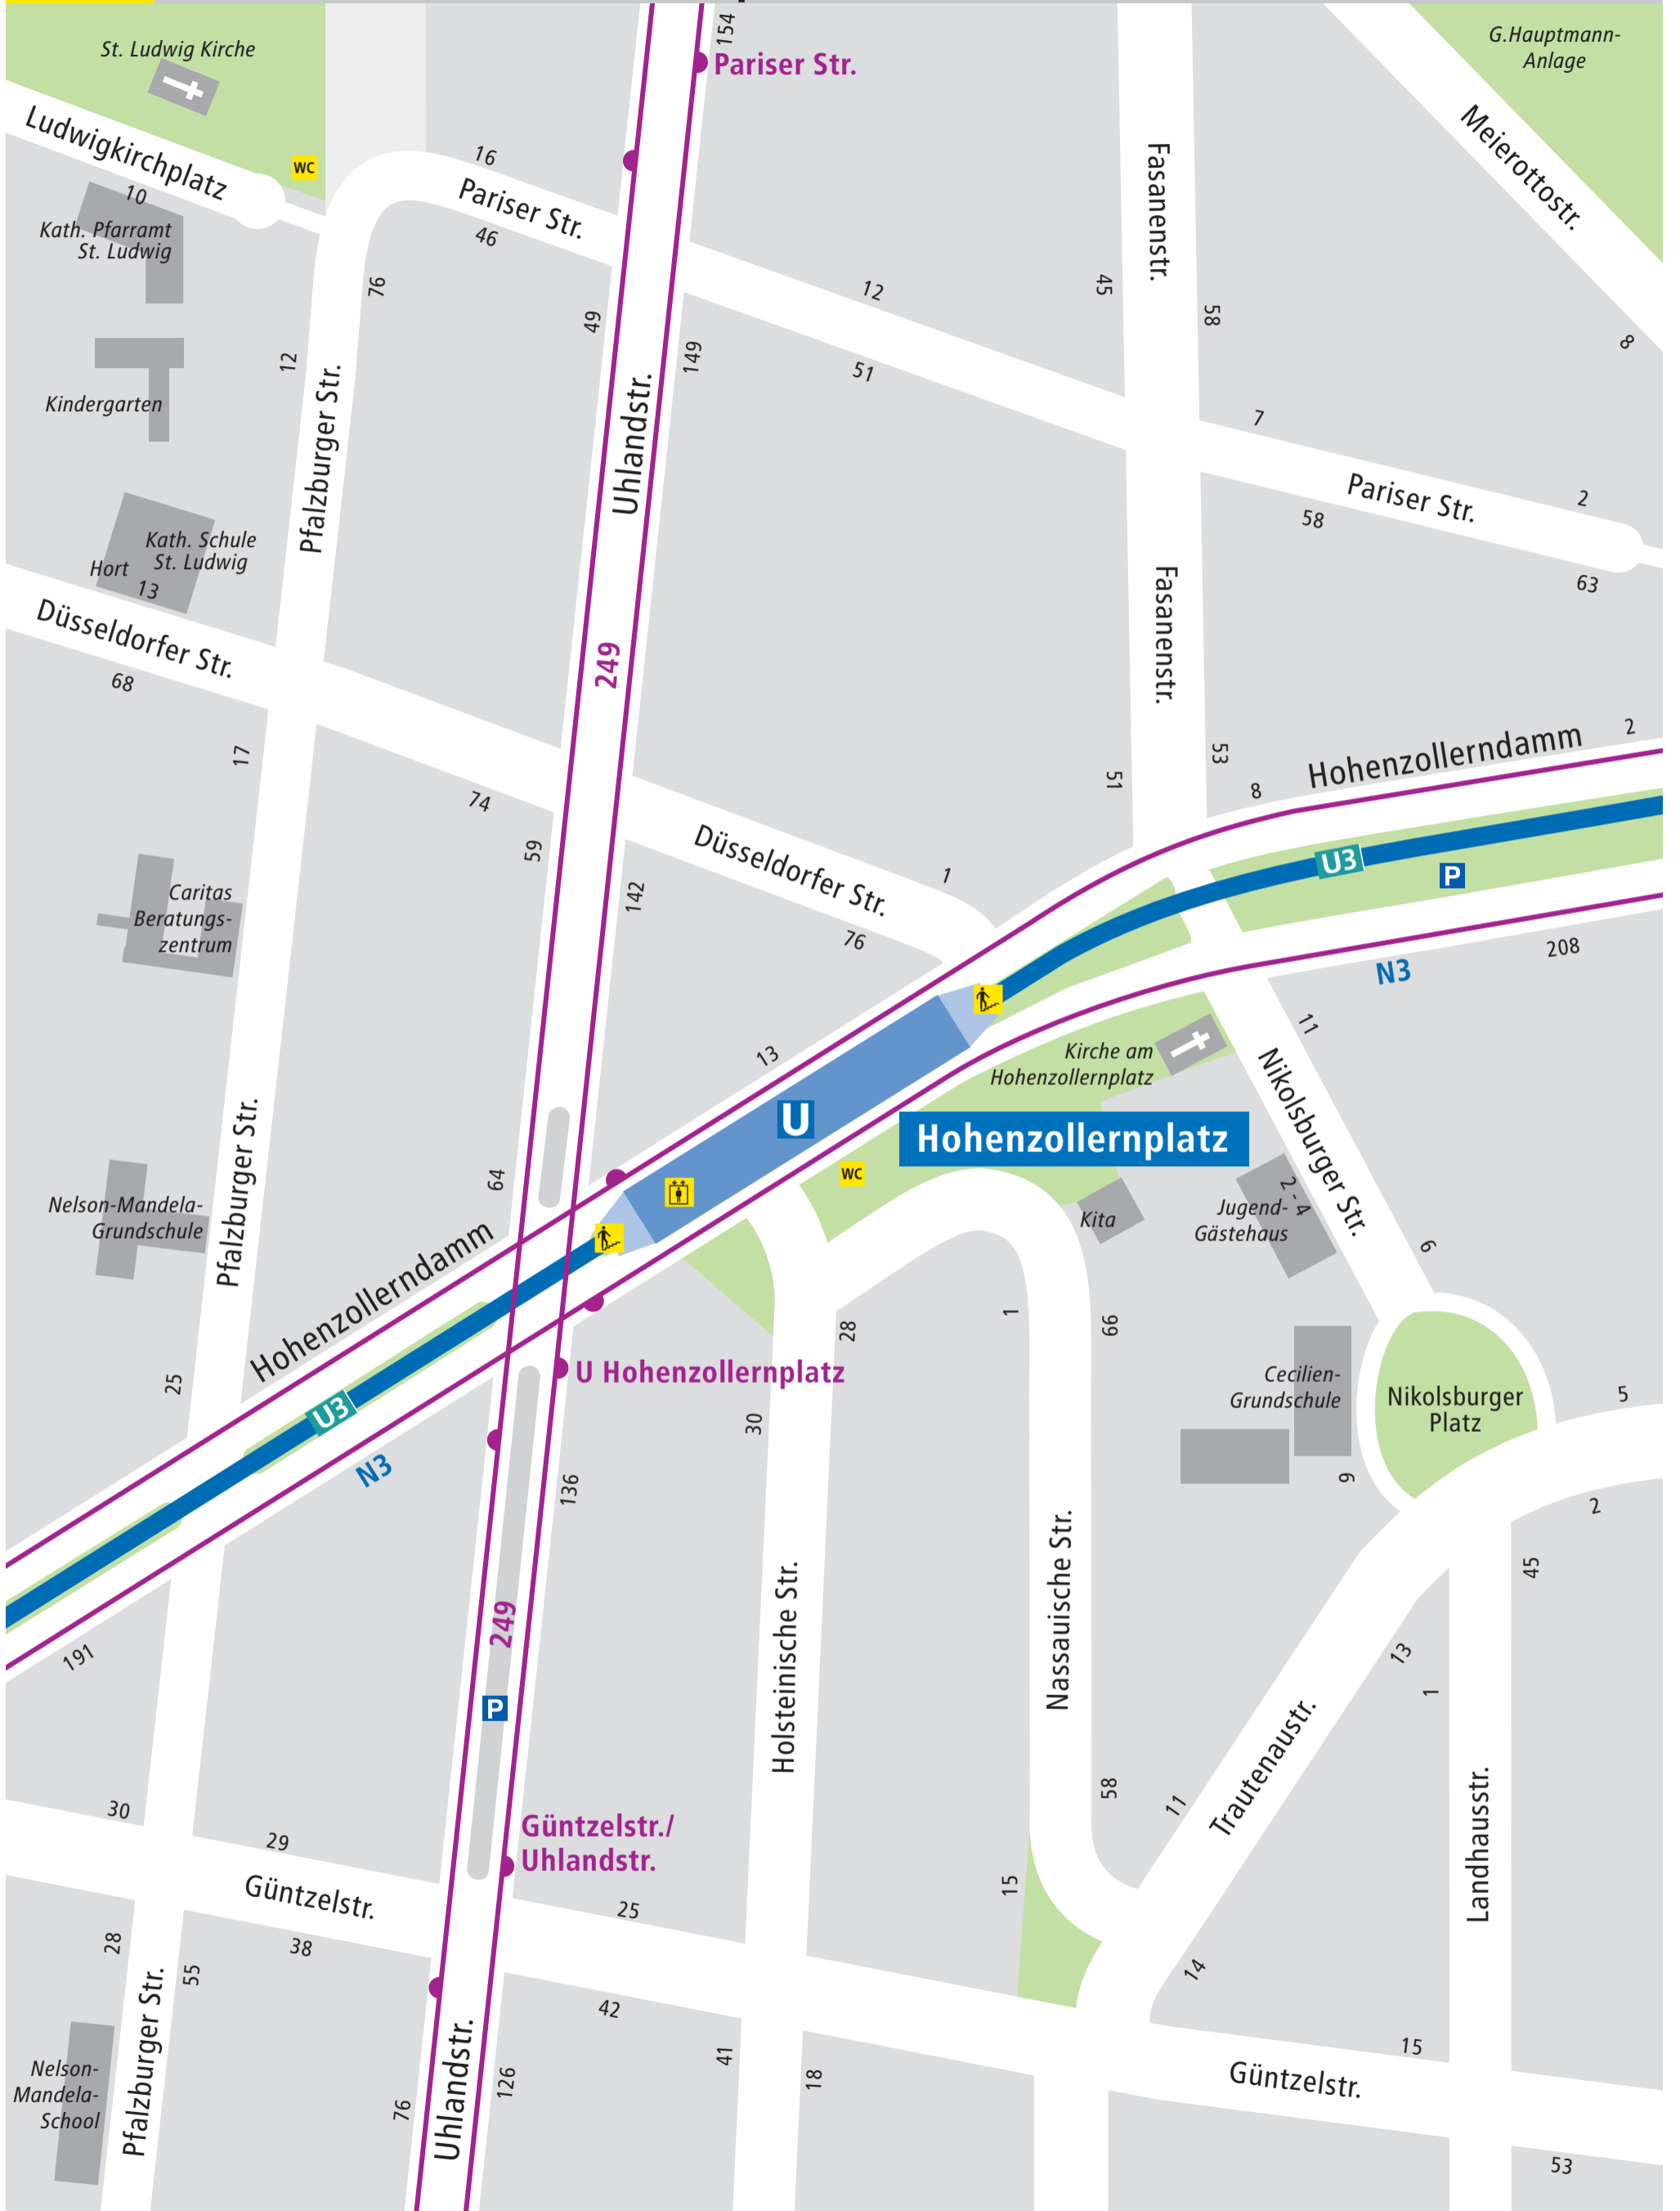 154
St. Ludwig Kirche
G.Hauptmann-
Anlage
Pariser Str.
Ludwigkirchplatz
WC
16
Meierottostr.
10
Pariser Str.
Fasanenstr.
Kath. Pfarramt
St. Ludwig
46
76
45
12
58
49
8
12
149
51
Kindergarten
Pfalzburger Str.
Uhlandstr.
7
Pariser Str.
2
58
Kath. Schule
St. Ludwig
Hort
13
63
Düsseldorfer Str.
Fasanenstr.
249
68
17
Hohenzollerndamm
2
53
51
8
74
59
Düsseldorfer Str.
1
U3
P
142
Caritas
Beratungs-
zentrum
76
208
N3
11
13
Kirche am
Hohenzollernplatz
U
Hohenzollernplatz
Nikolsburger Str.
Pfalzburger Str.
64
WC
2 - 4
Nelson-Mandela-
Grundschule
Kita
Jugend-
Gästehaus
Hohenzollerndamm
6
1
66
28
25
U Hohenzollernplatz
Cecilien-
Grundschule
Nikolsburger
Platz
5
U3
30
N3
136
9
2
45
Holsteinische Str.
Nassauische Str.
249
191
13
1
P
Trautenaustr.
58
11
Landhausstr.
30
29
Güntzelstr./
Uhlandstr.
Güntzelstr.
15
25
28
38
55
14
42
Pfalzburger Str.
Uhlandstr.
41
18
15
Güntzelstr.
Nelson-
Mandela-
School
126
76
53